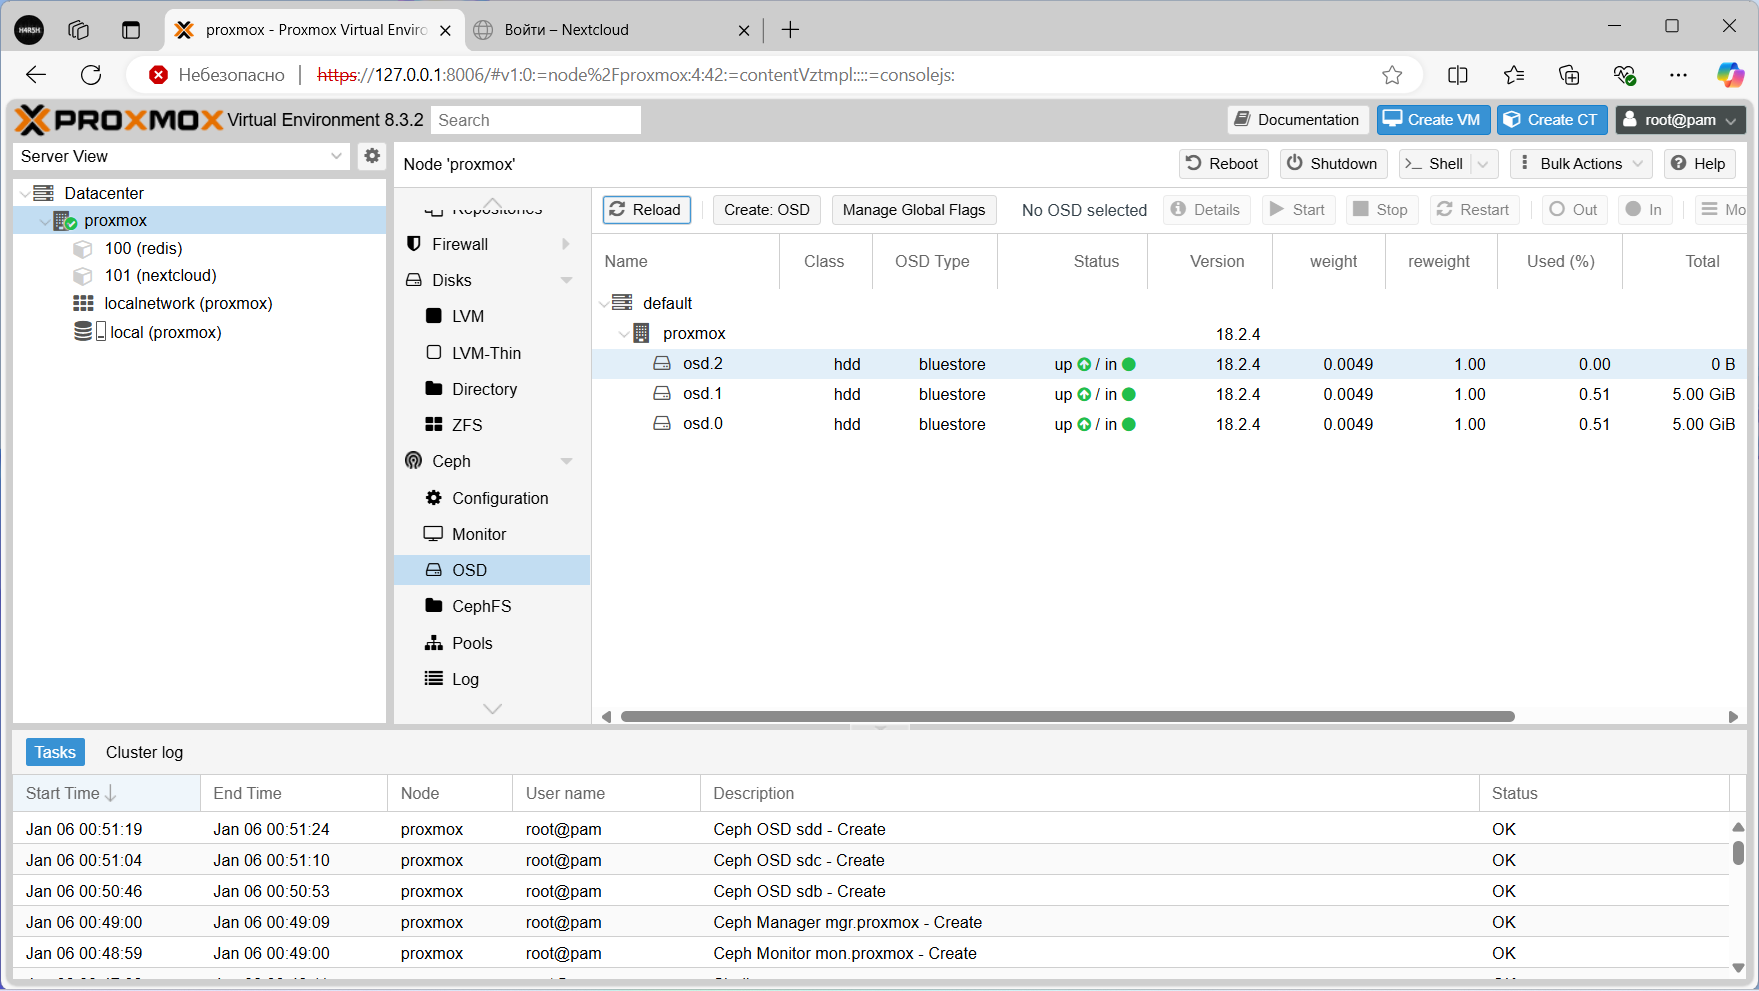 HARSH
proxmox - Proxmox Virtual Enviro
Войти – Nextcloud
Небезопасно
https://127.0.0.1:8006/#v1:0:=node%2Fproxmox:4:42:=contentVztmpl::::=consolejs:
PROXMOX Virtual Environment 8.3.2
Search
Documentation
Create VM
Create CT
root@pam
Server View
Node 'proxmox'
Reboot
Shutdown
>_ Shell
Bulk Actions
Help
Datacenter
proxmox
100 (redis)
101 (nextcloud)
localnetwork (proxmox)
local (proxmox)
Repositories
Firewall
Disks
LVM
LVM-Thin
Directory
ZFS
Ceph
Configuration
Monitor
OSD
CephFS
Pools
Log
Reload
Create: OSD
Manage Global Flags
No OSD selected
Details
Start
Stop
Restart
Out
In
Mo
Name Class OSD Type Status Version weight reweight Used (%) Total
default
proxmox 18.2.4
osd.2 hdd bluestore up / in 18.2.4 0.0049 1.00 0.00 0 B
osd.1 hdd bluestore up / in 18.2.4 0.0049 1.00 0.51 5.00 GiB
osd.0 hdd bluestore up / in 18.2.4 0.0049 1.00 0.51 5.00 GiB
Tasks
Cluster log
Start Time End Time Node User name Description Status
Jan 06 00:51:19 Jan 06 00:51:24 proxmox root@pam Ceph OSD sdd - Create OK
Jan 06 00:51:04 Jan 06 00:51:10 proxmox root@pam Ceph OSD sdc - Create OK
Jan 06 00:50:46 Jan 06 00:50:53 proxmox root@pam Ceph OSD sdb - Create OK
Jan 06 00:49:00 Jan 06 00:49:09 proxmox root@pam Ceph Manager mgr.proxmox - Create OK
Jan 06 00:48:59 Jan 06 00:49:00 proxmox root@pam Ceph Monitor mon.proxmox - Create OK